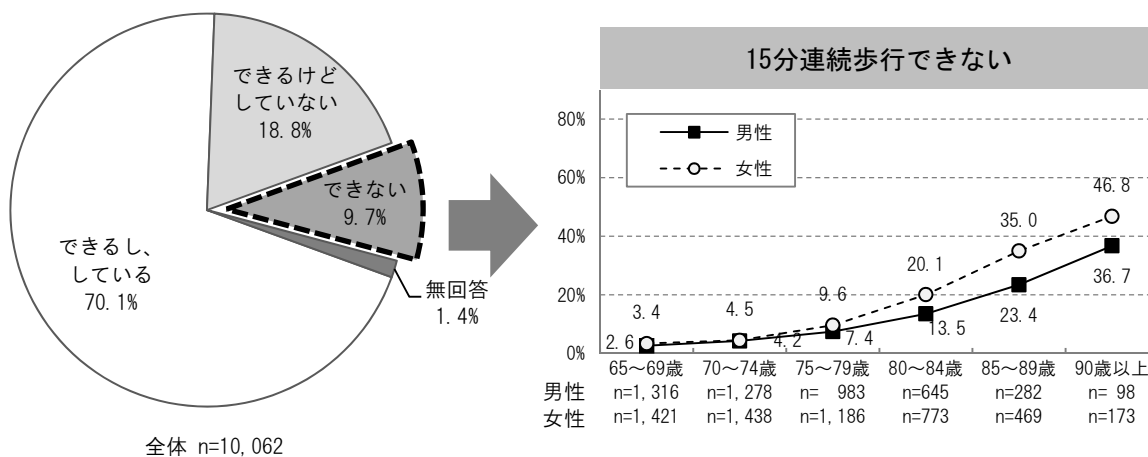 できるけど
していない
18.8%
できない
9.7%
できるし、
している
70.1%
無回答
1.4%
全体 n=10,062
15分連続歩行できない
80%
60%
40%
20%
0%
男性
女性
46.8
35.0
36.7
20.1
23.4
13.5
9.6
7.4
4.5
4.2
3.4
2.6
65～69歳 70～74歳 75～79歳 80～84歳 85～89歳 90歳以上
男性 n=1,316 n=1,278 n= 983 n=645 n=282 n= 98
女性 n=1,421 n=1,438 n=1,186 n=773 n=469 n=173